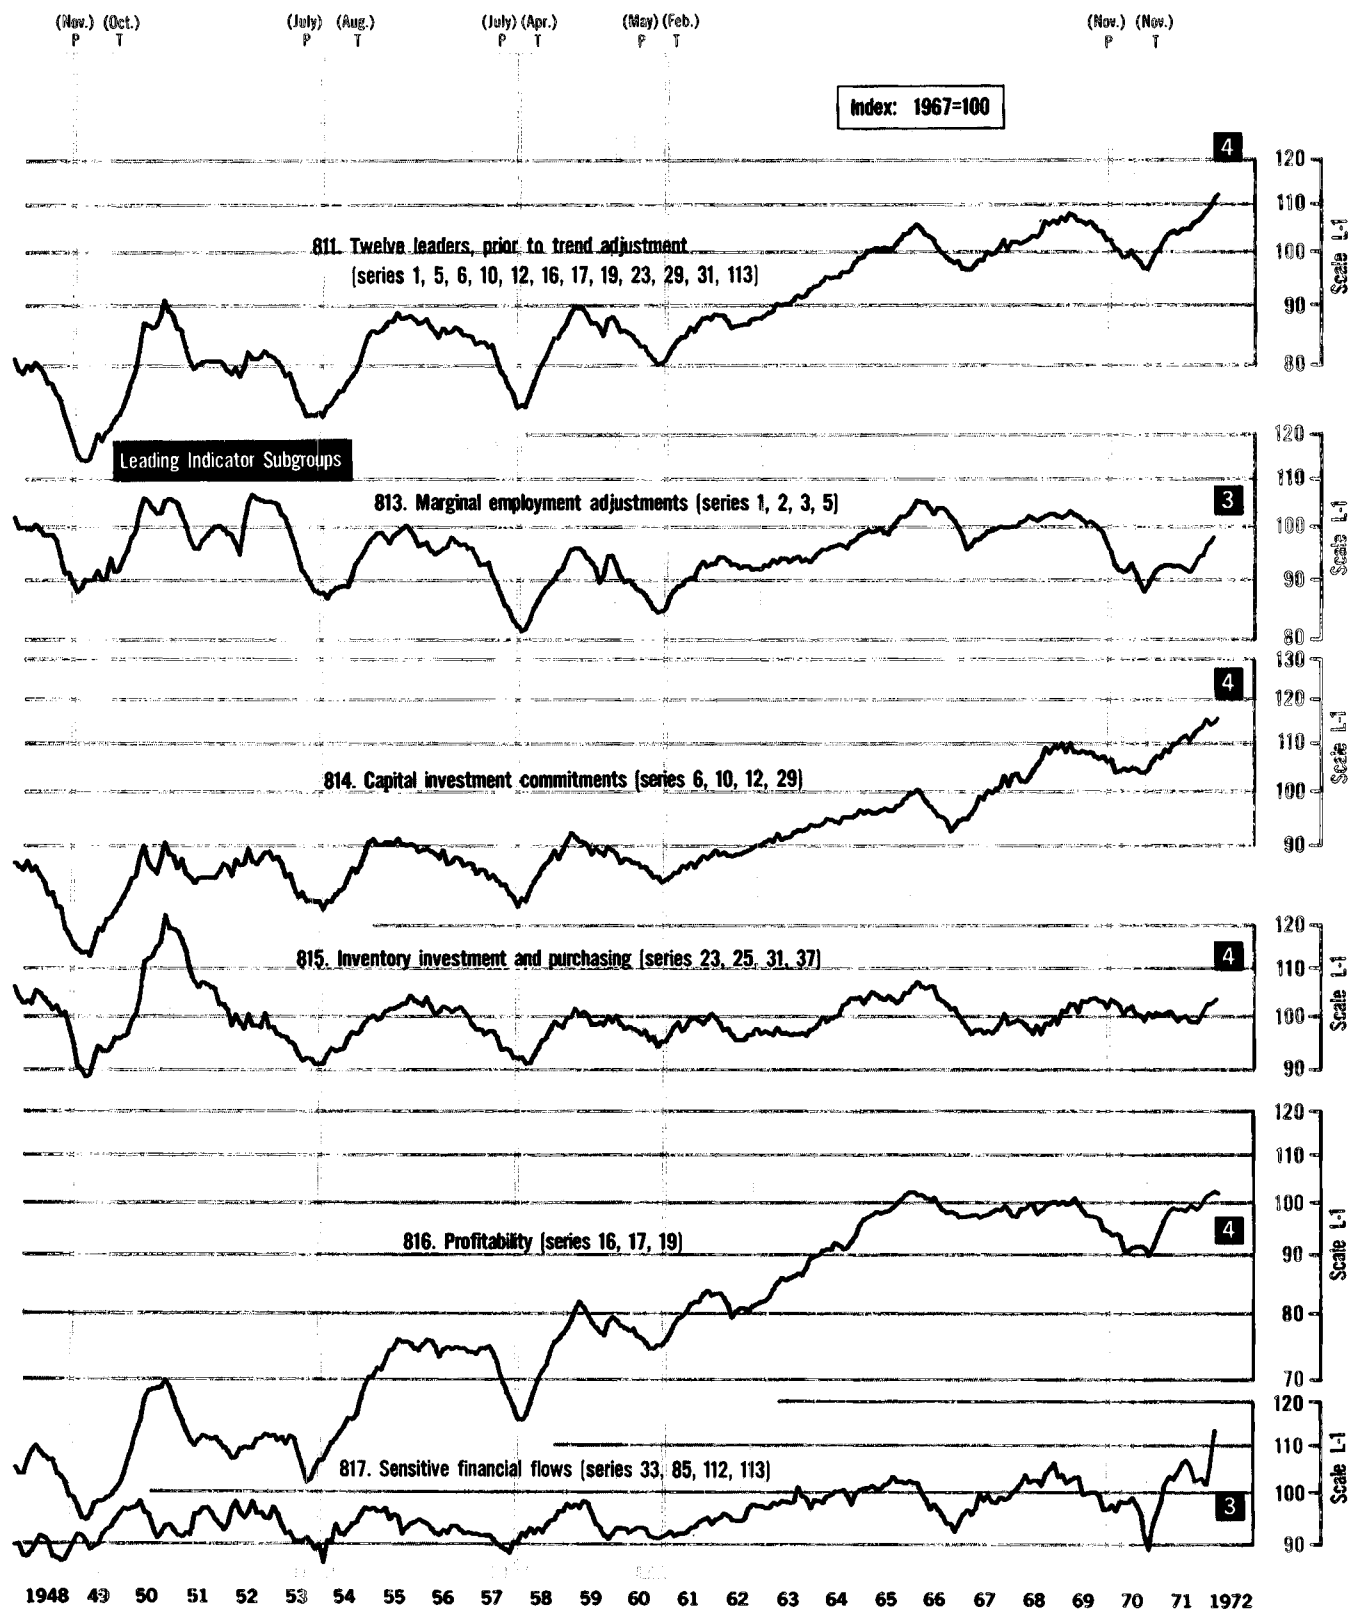 (Nov.) (Oct.) (July) (Aug.) (July) (Apr.) (May) (Feb.) (Nov.) (Nov.)
P T P T P T P T P T
Index: 1967=100
4
120
110
100
90
80
Scale L-1
811. Twelve leaders, prior to trend adjustment
(series 1, 5, 6, 10, 12, 16, 17, 19, 23, 29, 31, 113)
Leading Indicator Subgroups
813. Marginal employment adjustments (series 1, 2, 3, 5)
3
120
110
100
90
80
Scale L-1
814. Capital investment commitments (series 6, 10, 12, 29)
4
130
120
110
100
90
Scale L-1
815. Inventory investment and purchasing (series 23, 25, 31, 37)
4
120
110
100
90
Scale L-1
816. Profitability (series 16, 17, 19)
4
120
110
100
90
80
70
Scale L-1
817. Sensitive financial flows (series 33, 85, 112, 113)
3
120
110
100
90
Scale L-1
1948 49 50 51 52 53 54 55 56 57 58 59 60 61 62 63 64 65 66 67 68 69 70 71 1972